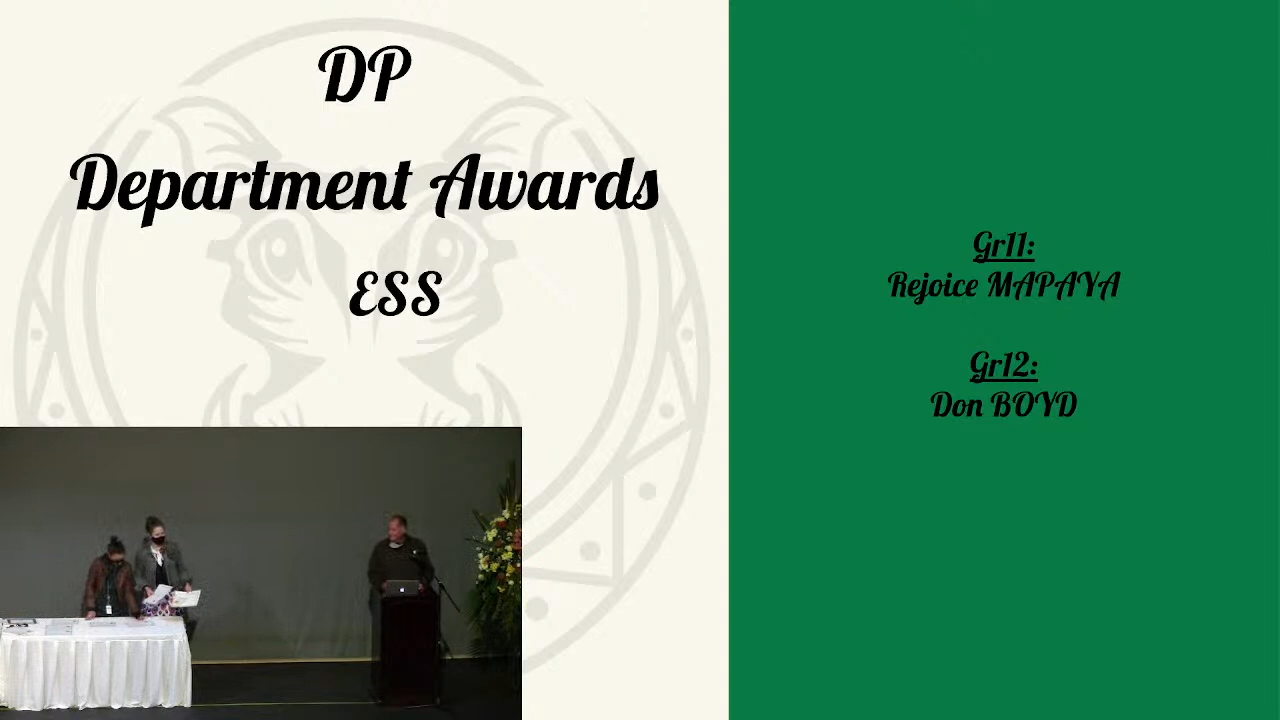 DP
Department Awards
ESS
Gr11:
Rejoice MAPAYA
Gr12:
Don BOYD